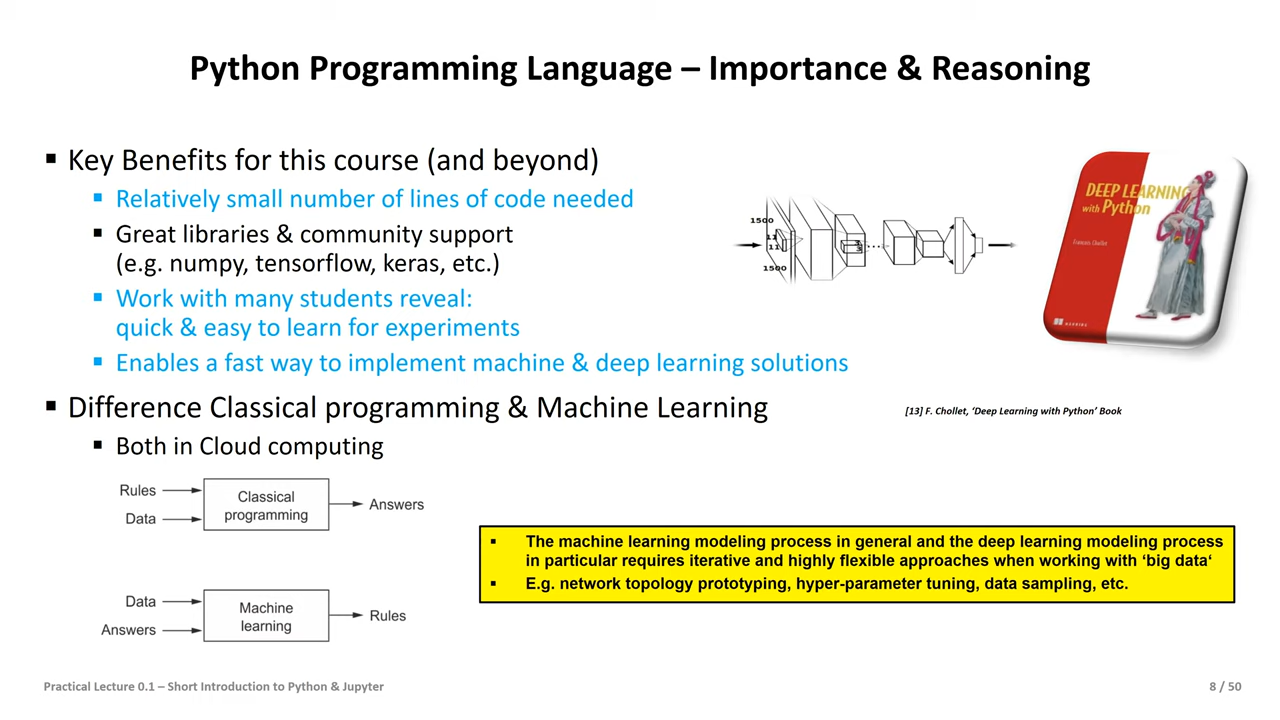 Python Programming Language – Importance & Reasoning
▪ Key Benefits for this course (and beyond)
▪ Relatively small number of lines of code needed
▪ Great libraries & community support
(e.g. numpy, tensorflow, keras, etc.)
▪ Work with many students reveal:
quick & easy to learn for experiments
▪ Enables a fast way to implement machine & deep learning solutions
1500
11
11
1500
DEEP LEARNING
with Python
François Chollet
MANNING
▪ Difference Classical programming & Machine Learning
[13] F. Chollet, ‘Deep Learning with Python’ Book
▪ Both in Cloud computing
Rules
Data
Classical
programming
Answers
Data
Answers
Machine
learning
Rules
▪ The machine learning modeling process in general and the deep learning modeling process
in particular requires iterative and highly flexible approaches when working with ‘big data‘
▪ E.g. network topology prototyping, hyper-parameter tuning, data sampling, etc.
Practical Lecture 0.1 – Short Introduction to Python & Jupyter
8 / 50